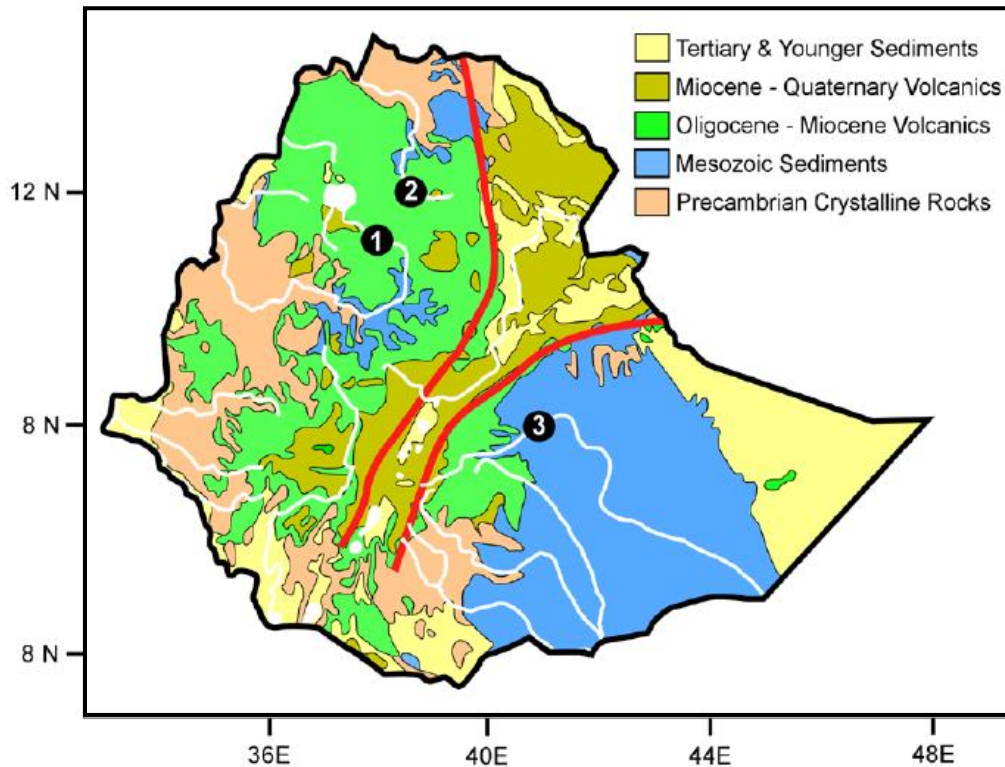 Tertiary & Younger Sediments
Miocene - Quaternary Volcanics
Oligocene - Miocene Volcanics
Mesozoic Sediments
Precambrian Crystalline Rocks
12 N
2
1
8 N
3
8 N
36E 40E 44E 48E